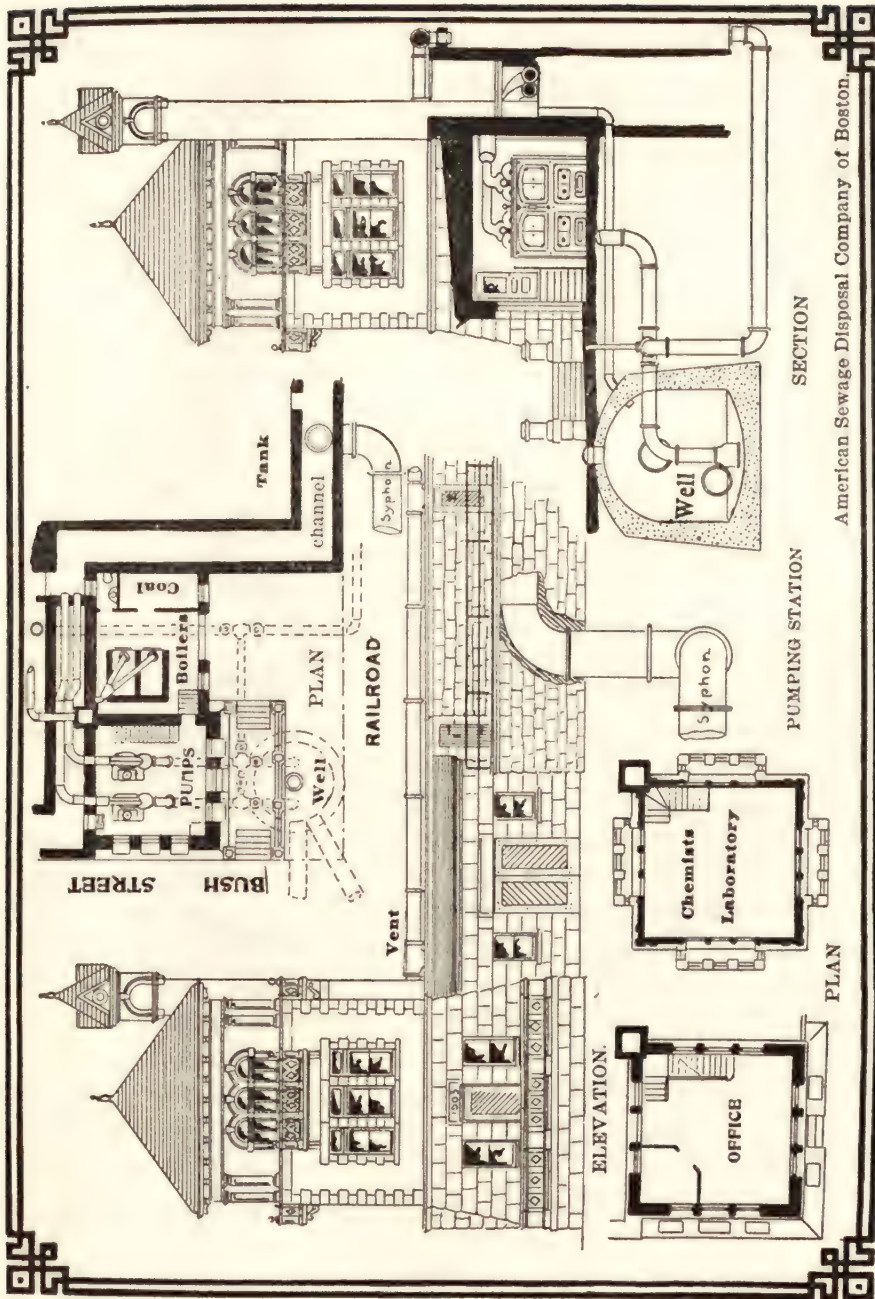 Tank
channel
Syphon
Coal
Boilers
PUMPS
PLAN
Well
RAILROAD
BUSH STREET
Vent
1903
ELEVATION.
Syphon
PUMPING STATION
OFFICE
Chemists
Laboratory
PLAN
Well
SECTION
American Sewage Disposal Company of Boston.